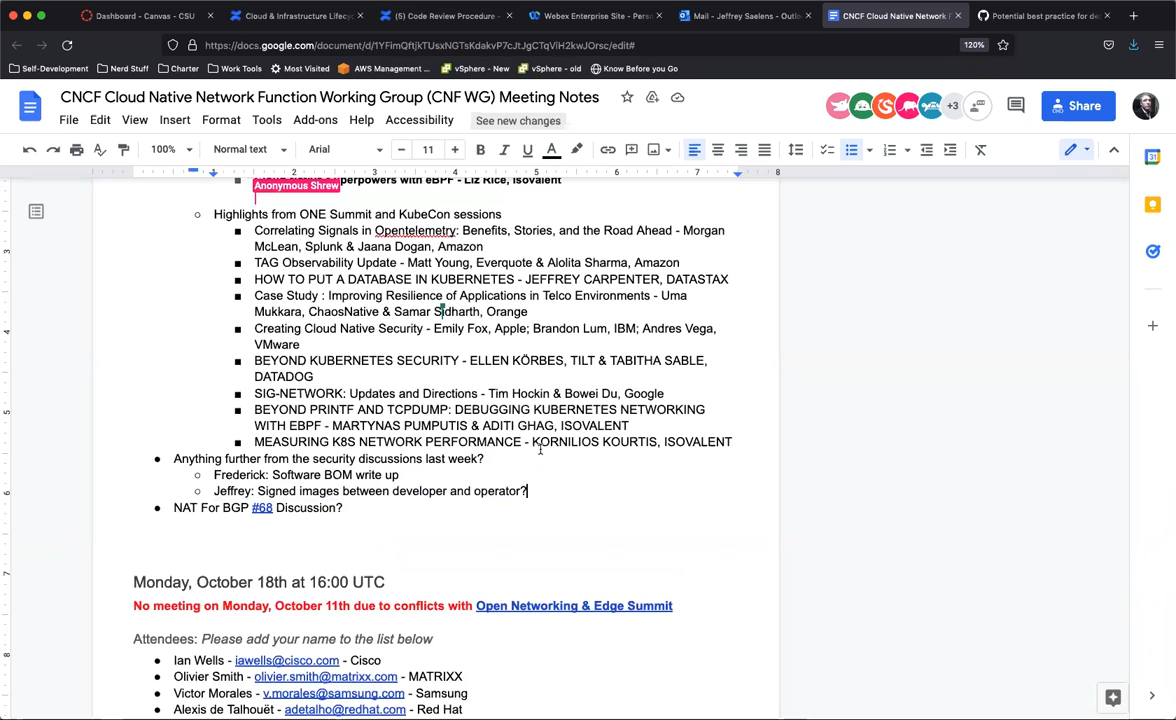 Dashboard - Canvas - CSU
Cloud & Infrastructure Lifecyc
(5) Code Review Procedure -
Webex Enterprise Site - Pers
Mail - Jeffrey Saelens - Outlo
CNCF Cloud Native Network F
Potential best practice for de
https://docs.google.com/document/d/1YFimQftjkTUsxNGTsKdakvP7cJtJgCTqViH2kwJOrsc/edit#
120%
Self-Development
Nerd Stuff
Charter
Work Tools
Most Visited
AWS Management ...
vSphere - New
vSphere - old
Know Before you Go
CNCF Cloud Native Network Function Working Group (CNF WG) Meeting Notes
+3
Share
File Edit View Insert Format Tools Add-ons Help Accessibility
See new changes
100% Normal text Arial 11
Anonymous Shrew
erpowers with eBPF - Liz Rice, Isovalent
Highlights from ONE Summit and KubeCon sessions
Correlating Signals in Opentelemetry: Benefits, Stories, and the Road Ahead - Morgan
McLean, Splunk & Jaana Dogan, Amazon
TAG Observability Update - Matt Young, Everquote & Alolita Sharma, Amazon
HOW TO PUT A DATABASE IN KUBERNETES - JEFFREY CARPENTER, DATASTAX
Case Study : Improving Resilience of Applications in Telco Environments - Uma
Mukkara, ChaosNative & Samar Sidharth, Orange
Creating Cloud Native Security - Emily Fox, Apple; Brandon Lum, IBM; Andres Vega,
VMware
BEYOND KUBERNETES SECURITY - ELLEN KÖRBES, TILT & TABITHA SABLE,
DATADOG
SIG-NETWORK: Updates and Directions - Tim Hockin & Bowei Du, Google
BEYOND PRINTF AND TCPDUMP: DEBUGGING KUBERNETES NETWORKING
WITH EBPF - MARTYNAS PUMPUTIS & ADITI GHAG, ISOVALENT
MEASURING K8S NETWORK PERFORMANCE - KORNILIOS KOURTIS, ISOVALENT
Anything further from the security discussions last week?
Frederick: Software BOM write up
Jeffrey: Signed images between developer and operator?
NAT For BGP #68 Discussion?
Monday, October 18th at 16:00 UTC
No meeting on Monday, October 11th due to conflicts with Open Networking & Edge Summit
Attendees: Please add your name to the list below
Ian Wells - iawells@cisco.com - Cisco
Olivier Smith - olivier.smith@matrixx.com - MATRIXX
Victor Morales - v.morales@samsung.com - Samsung
Alexis de Talhouët - adetalho@redhat.com - Red Hat